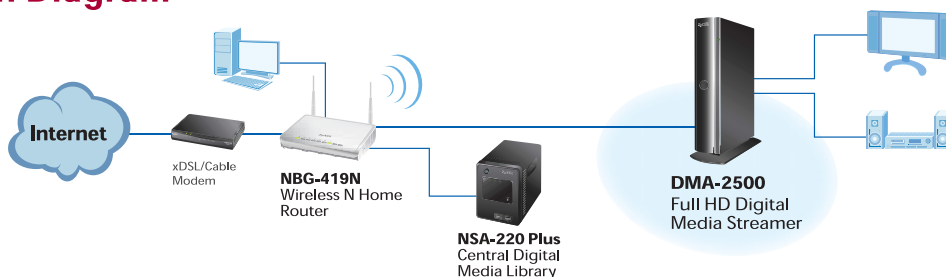 Diagram
Internet
xDSL/Cable
Modem
NBG-419N
Wireless N Home
Router
NSA-220 Plus
Central Digital
Media Library
DMA-2500
Full HD Digital
Media Streamer